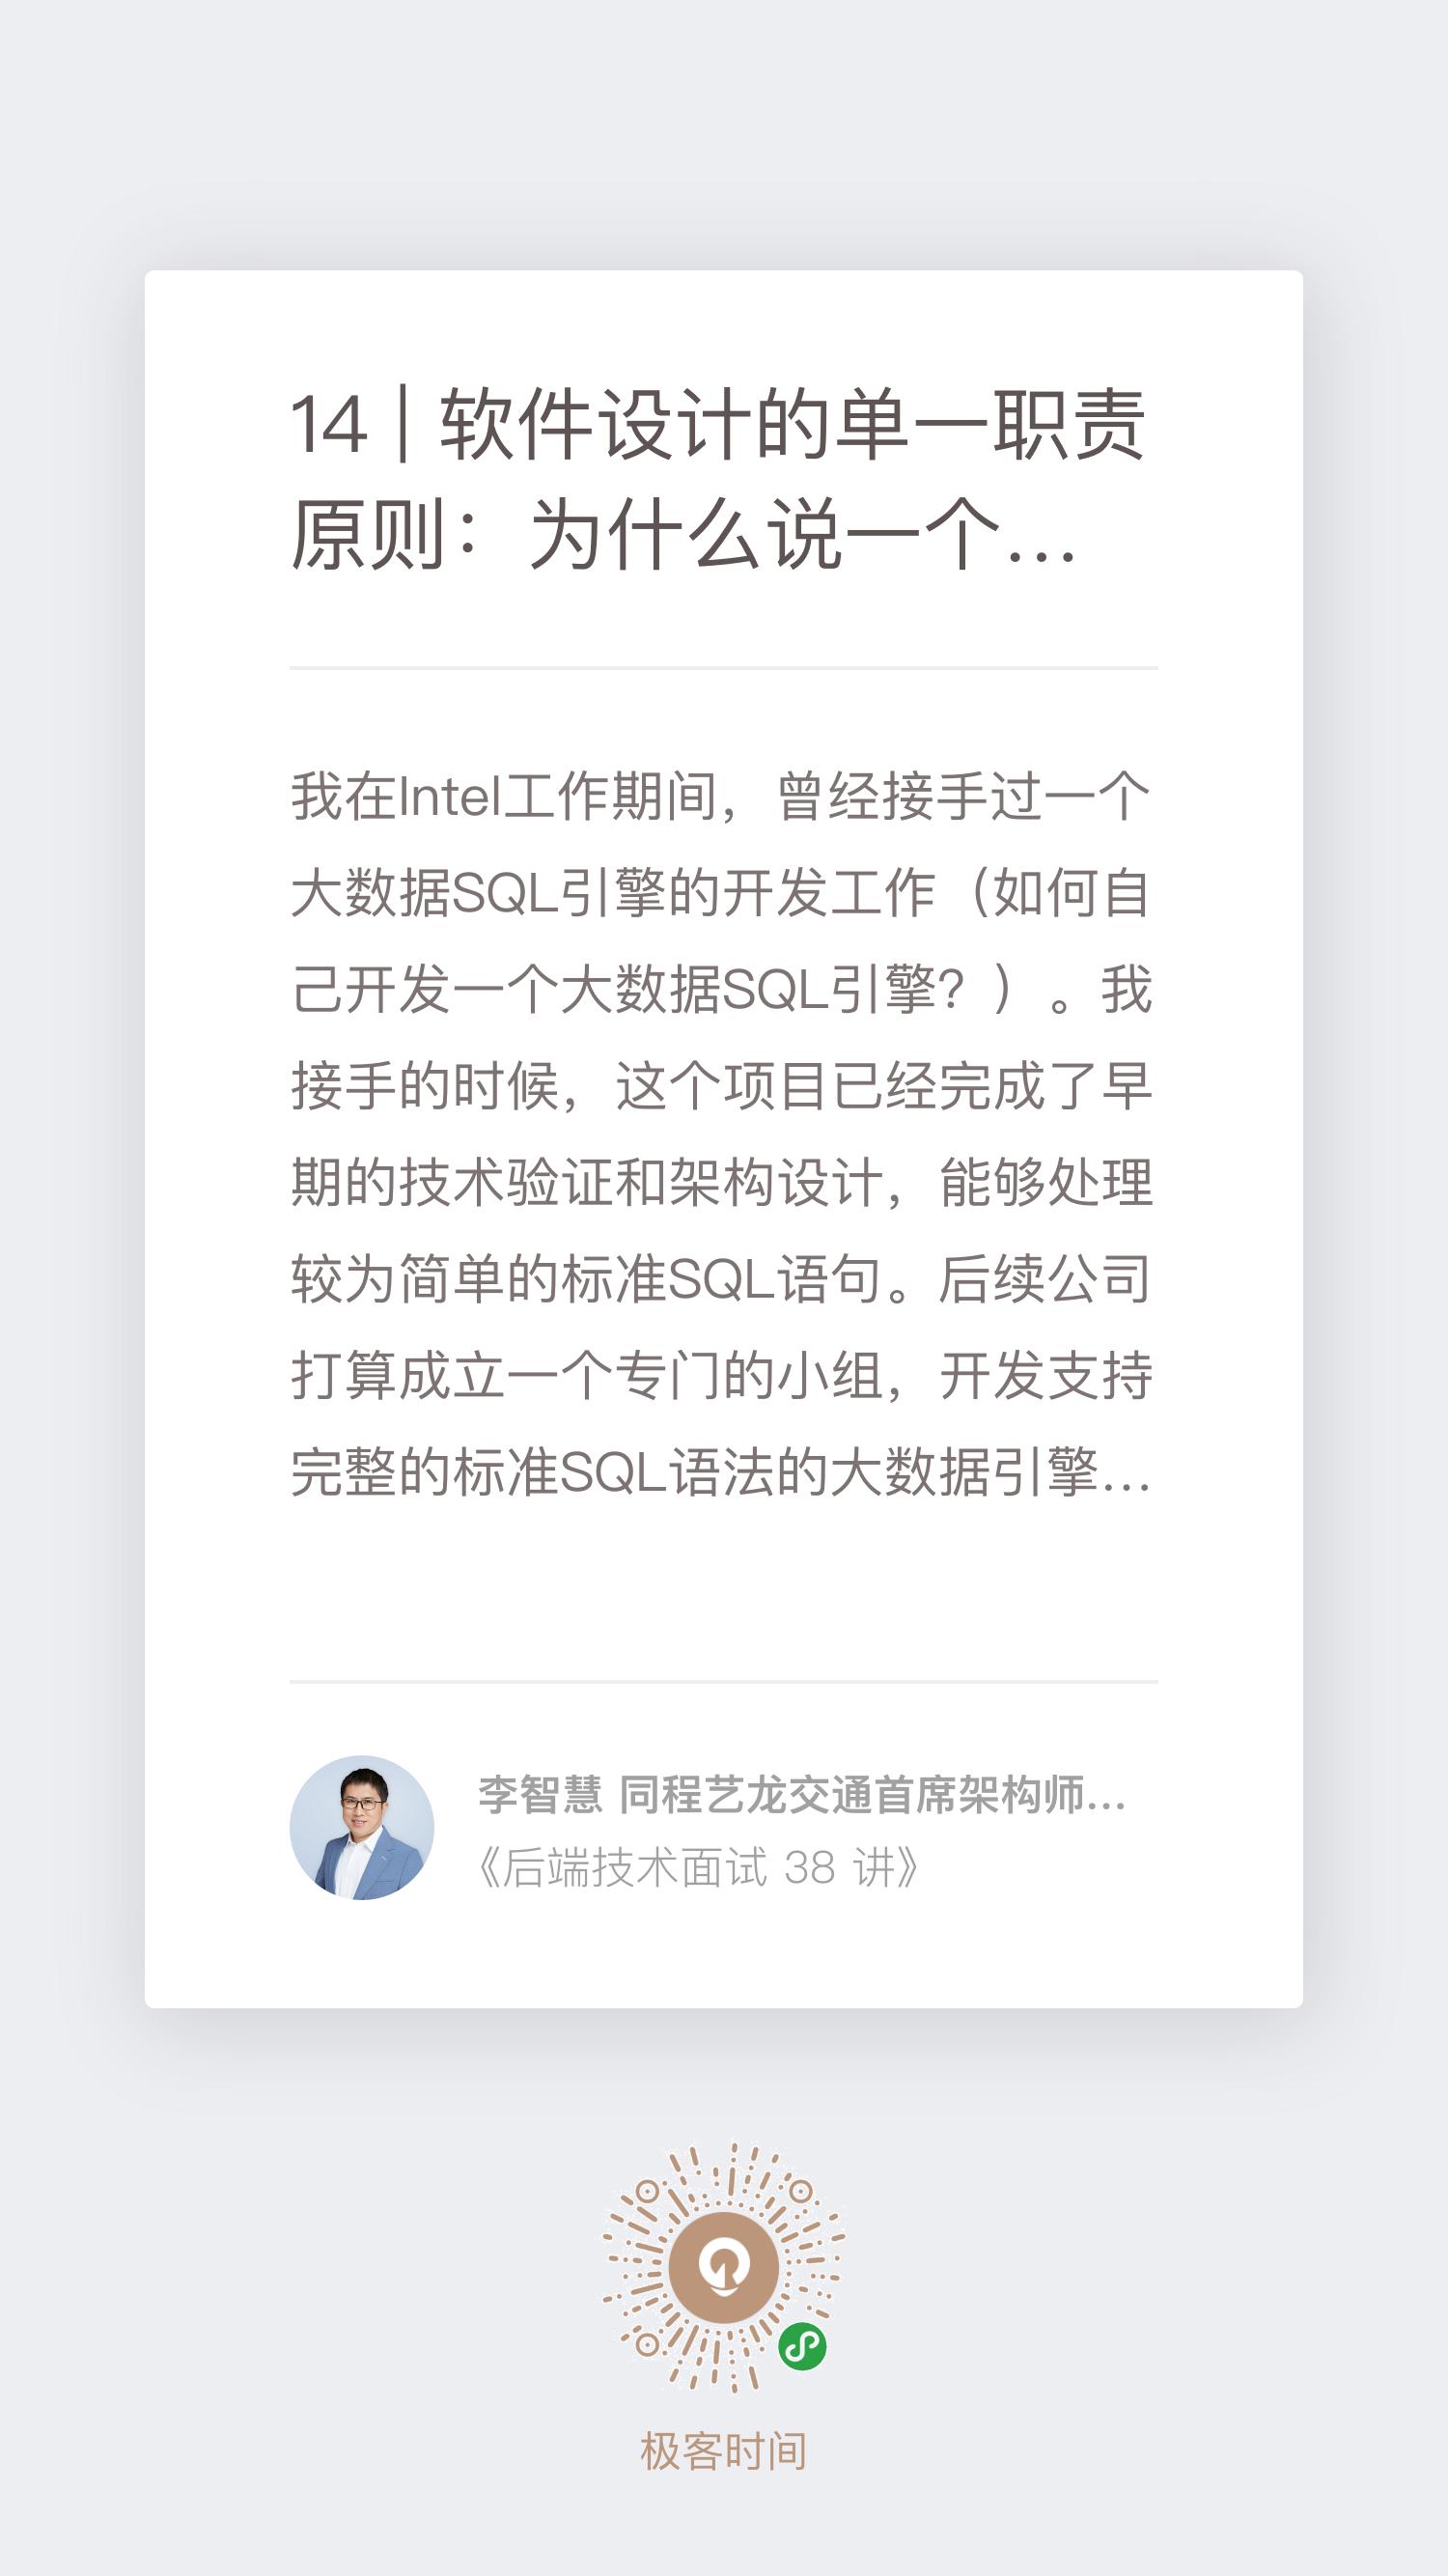 14 | 软件设计的单一职责
原则：为什么说一个…
我在Intel工作期间，曾经接手过一个
大数据SQL引擎的开发工作（如何自
己开发一个大数据SQL引擎？）。我
接手的时候，这个项目已经完成了早
期的技术验证和架构设计，能够处理
较为简单的标准SQL语句。后续公司
打算成立一个专门的小组，开发支持
完整的标准SQL语法的大数据引擎…
李智慧 同程艺龙交通首席架构师…
《后端技术面试 38 讲》
极客时间